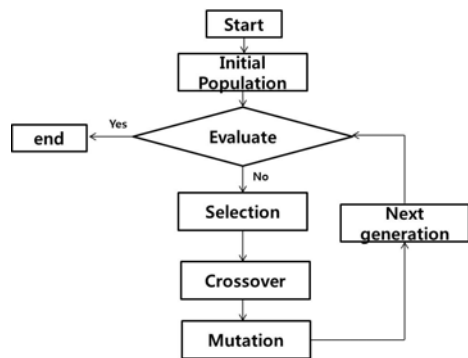 Start
Initial
Population
Yes
end
Evaluate
No
Selection
Next
generation
Crossover
Mutation